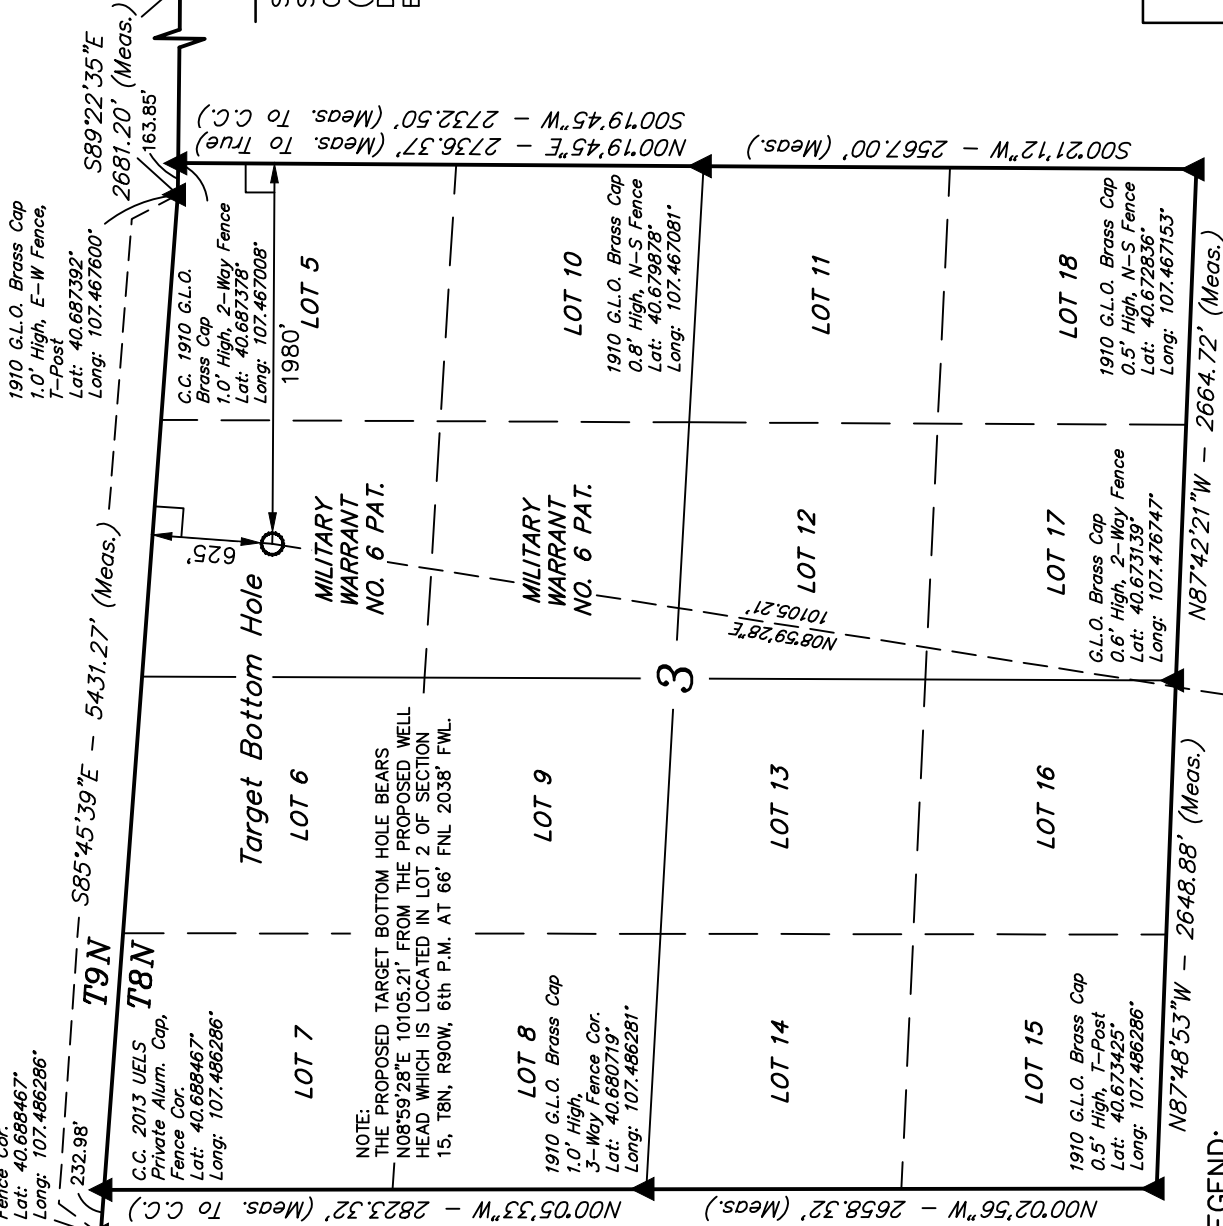 S89°22'35"E
2681.20' (Meas.)
163.85'
1910 G.L.O. Brass Cap
1.0' High, E-W Fence,
T-Post
Lat: 40.687392°
Long: 107.467600°
C.C. 1910 G.L.O.
Brass Cap
1.0' High, 2-Way Fence
Lat: 40.687378°
Long: 107.467008°
S85°45'39"E - 5431.27' (Meas.)
T9N
T8N
Fence Cor.
Lat: 40.688467°
Long: 107.486286°
232.98'
C.C. 2013 UELS
Private Alum. Cap,
Fence Cor.
Lat: 40.688467°
Long: 107.486286°
N00°19'45"E - 2736.37' (Meas. To True)
S00°19'45"W - 2732.50' (Meas. To C.C.)
S00°21'12"W - 2567.00' (Meas.)
1980'
625'
Target Bottom Hole
LOT 5
MILITARY
WARRANT
NO. 6 PAT.
LOT 6
LOT 7
NOTE:
THE PROPOSED TARGET BOTTOM HOLE BEARS
N08°59'28"E 10105.21' FROM THE PROPOSED WELL
HEAD WHICH IS LOCATED IN LOT 2 OF SECTION
15, T8N, R90W, 6th P.M. AT 66' FNL 2038' FWL.
LOT 10
MILITARY
WARRANT
NO. 6 PAT.
LOT 9
LOT 8
1910 G.L.O. Brass Cap
0.8' High, N-S Fence
Lat: 40.679878°
Long: 107.467081°
1910 G.L.O. Brass Cap
1.0' High,
3-Way Fence Cor.
Lat: 40.680719°
Long: 107.486281°
3
N08°59'28"E
10105.21'
LOT 11
LOT 12
LOT 13
LOT 14
LOT 18
LOT 17
LOT 16
LOT 15
1910 G.L.O. Brass Cap
0.5' High, N-S Fence
Lat: 40.672836°
Long: 107.467153°
G.L.O. Brass Cap
0.6' High, 2-Way Fence
Lat: 40.673139°
Long: 107.476747°
1910 G.L.O. Brass Cap
0.5' High, T-Post
Lat: 40.673425°
Long: 107.486286°
N00°05'33"W - 2823.32' (Meas. To C.C.)
N00°02'56"W - 2658.32' (Meas.)
N87°42'21"W - 2664.72' (Meas.)
N87°48'53"W - 2648.88' (Meas.)
EGEND: